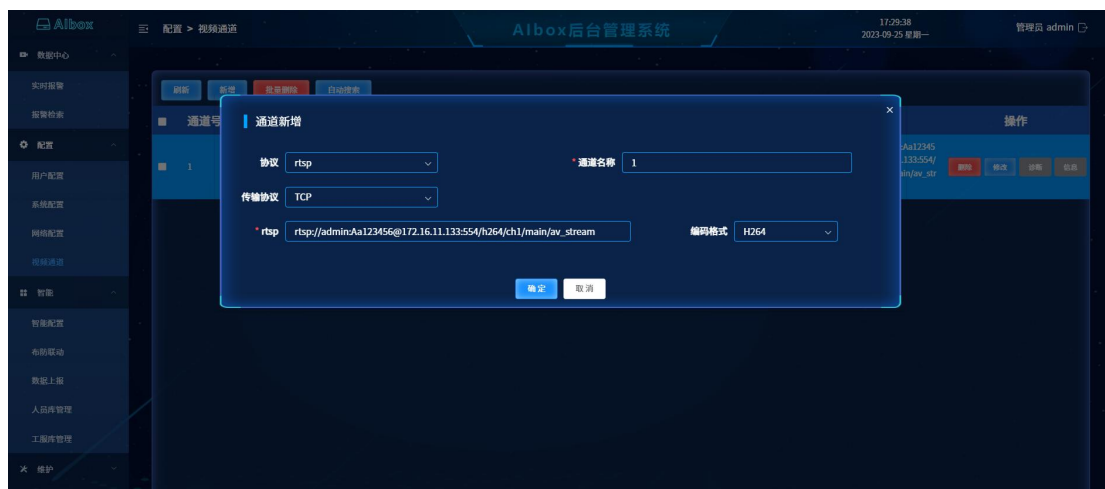 AIbox
配置 > 视频通道
AIbox后台管理系统
17:29:38
2023-09-25 星期一
管理员 admin
数据中心
实时报警
报警检索
配置
用户配置
系统配置
网络配置
视频通道
智能
智能配置
布防联动
数据上报
人员库管理
工服库管理
维护
刷新 新增 批量删除 自动搜索
通道号 操作
1
:Aa12345
.133:554/
ain/av_str
删除 修改 诊断 信息
通道新增
×
协议 rtsp
*通道名称 1
传输协议 TCP
*rtsp rtsp://admin:Aa123456@172.16.11.133:554/h264/ch1/main/av_stream
编码格式 H264
确定 取消